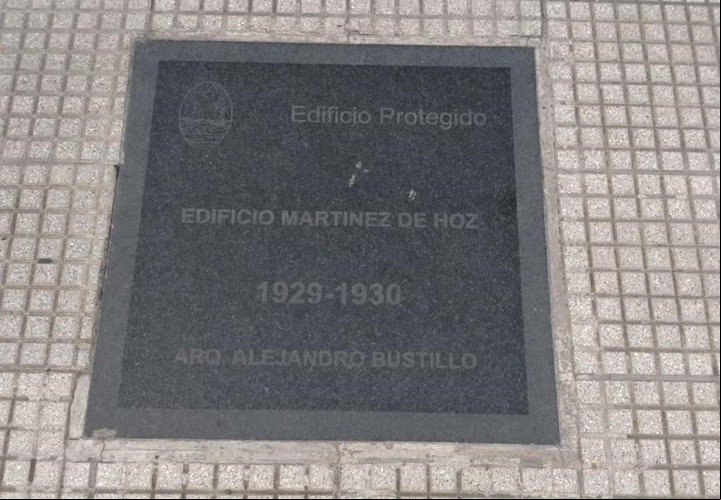 Edificio Protegido
EDIFICIO MARTINEZ DE HOZ
1929-1930
ARQ. ALEJANDRO BUSTILLO